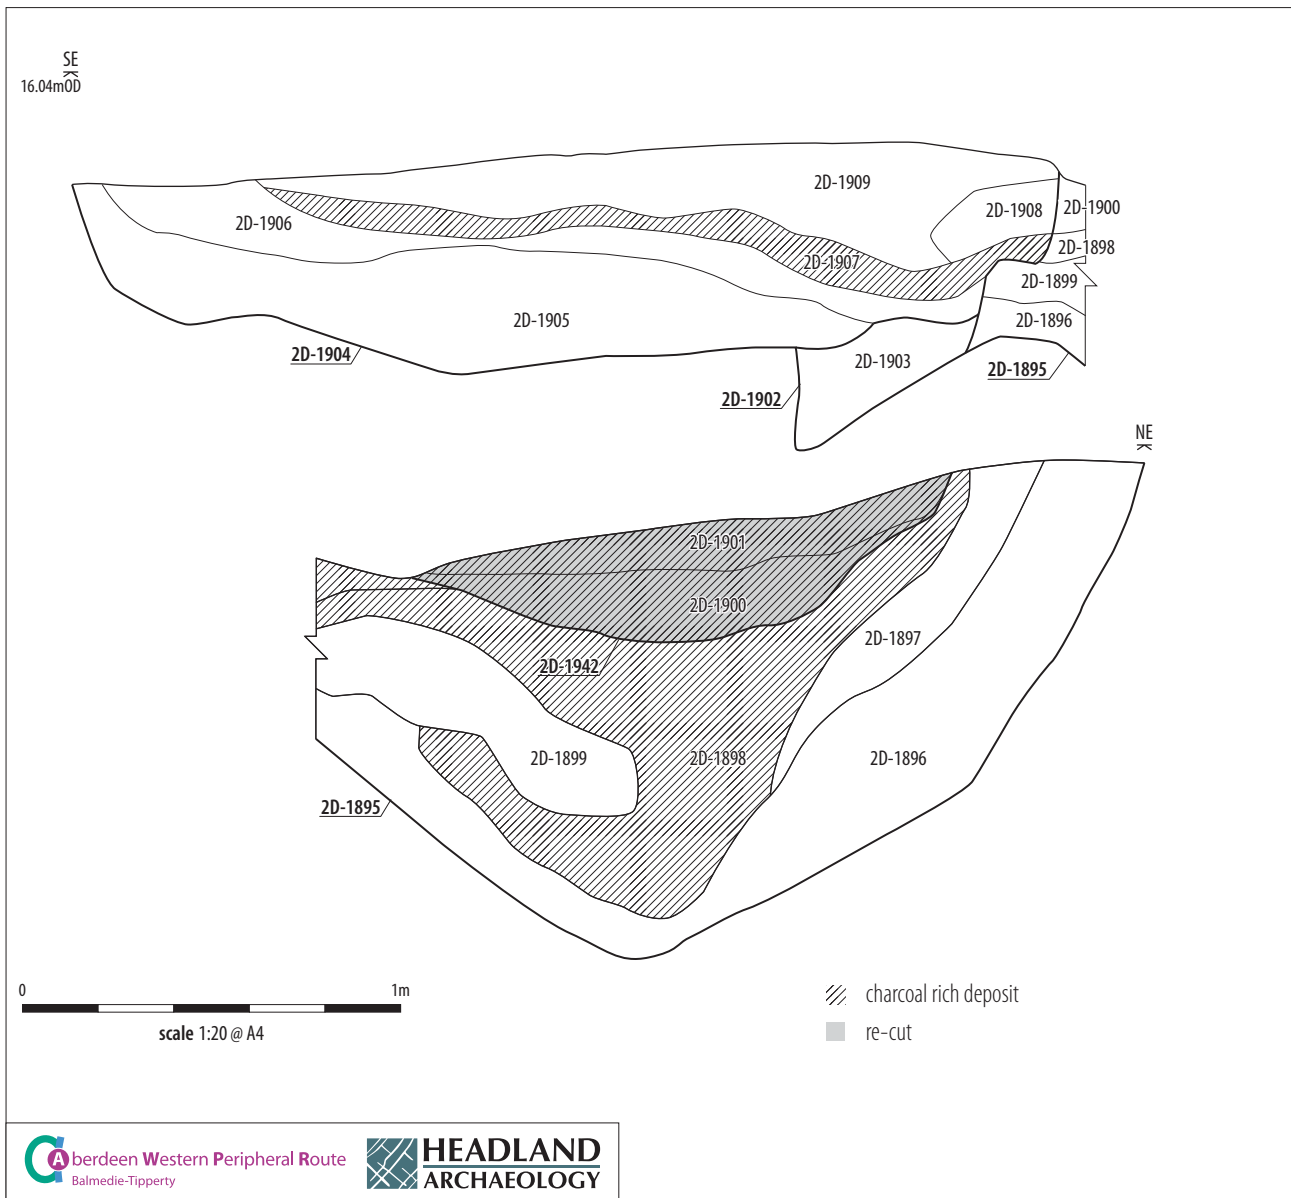 SE
16.04mOD
2D-1909
2D-1908
2D-1900
2D-1906
2D-1898
2D-1907
2D-1899
2D-1905
2D-1896
2D-1904
2D-1903
2D-1895
2D-1902
NE
2D-1901
2D-1900
2D-1897
2D-1942
2D-1899
2D-1898
2D-1896
2D-1895
0 1m
scale 1:20 @ A4
charcoal rich deposit
re-cut
Aberdeen Western Peripheral Route
Balmedie-Tipperty
HEADLAND
ARCHAEOLOGY